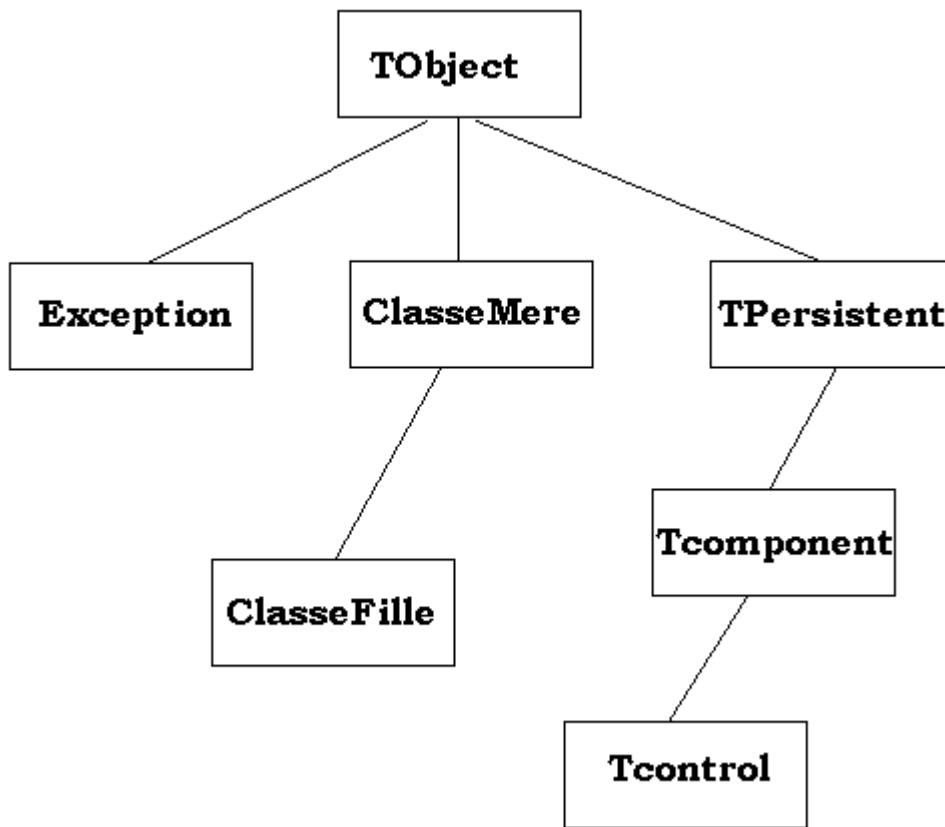 TObject
Exception
ClasseMere
TPersistent
Tcomponent
ClasseFille
Tcontrol